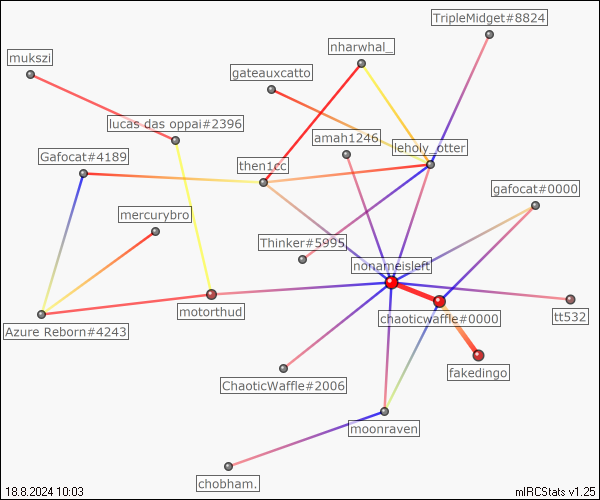 TripleMidget#8824
nharwhal_
mukszi
gateauxcatto
lucas das oppai#2396
amah1246
leholy_otter
Gafocat#4189
then1cc
gafocat#0000
mercurybro
Thinker#5995
nonameisleft
motorthud
chaoticwaffle#0000
tt532
Azure Reborn#4243
fakedingo
ChaoticWaffle#2006
moonraven
chobham.
18.8.2024 10:03
mIRCStats v1.25